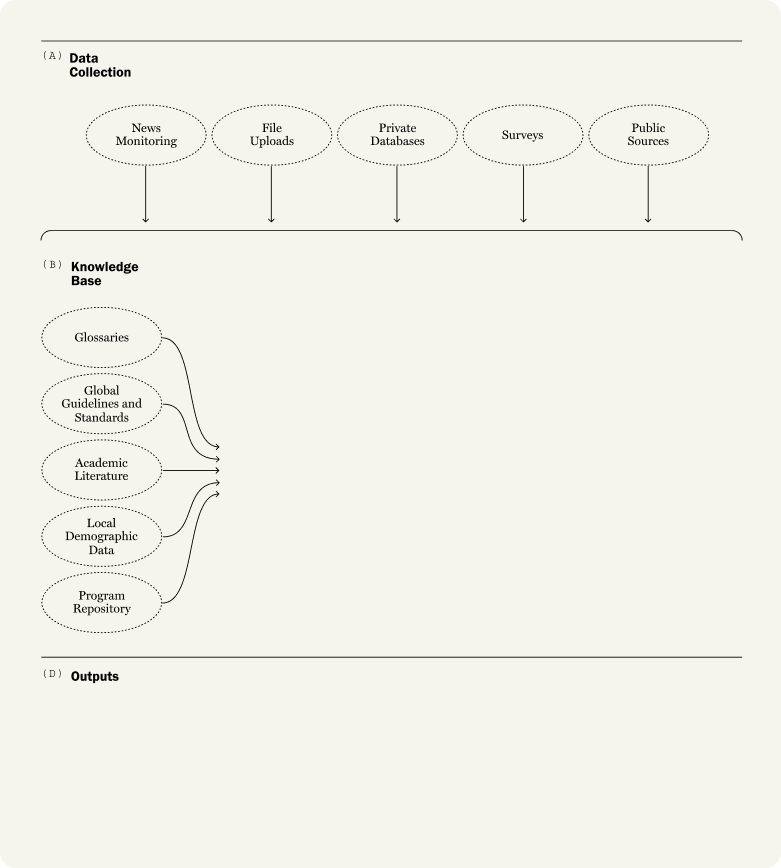 (A) Data
Collection
News
Monitoring
File
Uploads
Private
Databases
Surveys
Public
Sources
(B) Knowledge
Base
Glossaries
Global
Guidelines and
Standards
Academic
Literature
Local
Demographic
Data
Program
Repository
(D) Outputs